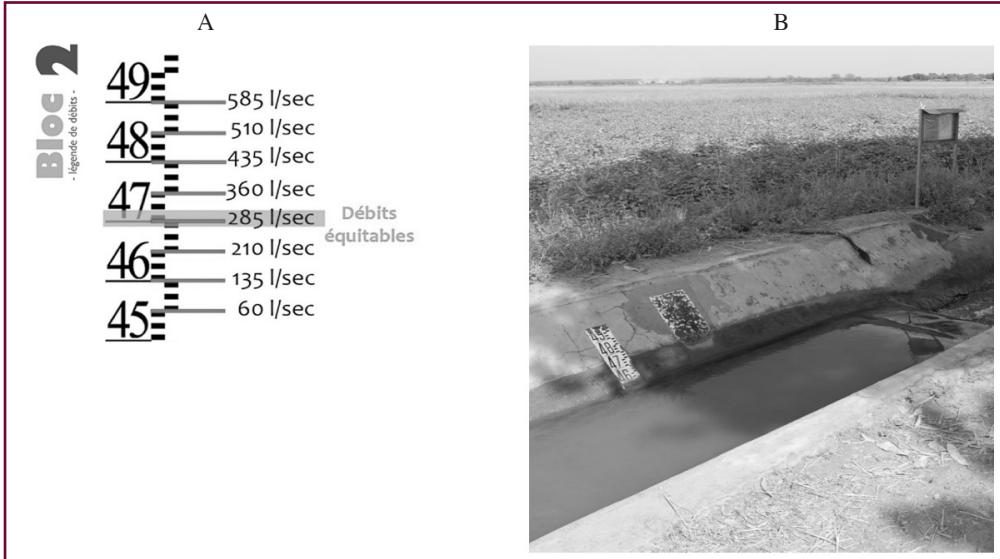 A
B
Bloc 2
- légende de débits -
49
585 l/sec
510 l/sec
48
435 l/sec
360 l/sec
47
285 l/sec
Débits
équitables
210 l/sec
46
135 l/sec
60 l/sec
45